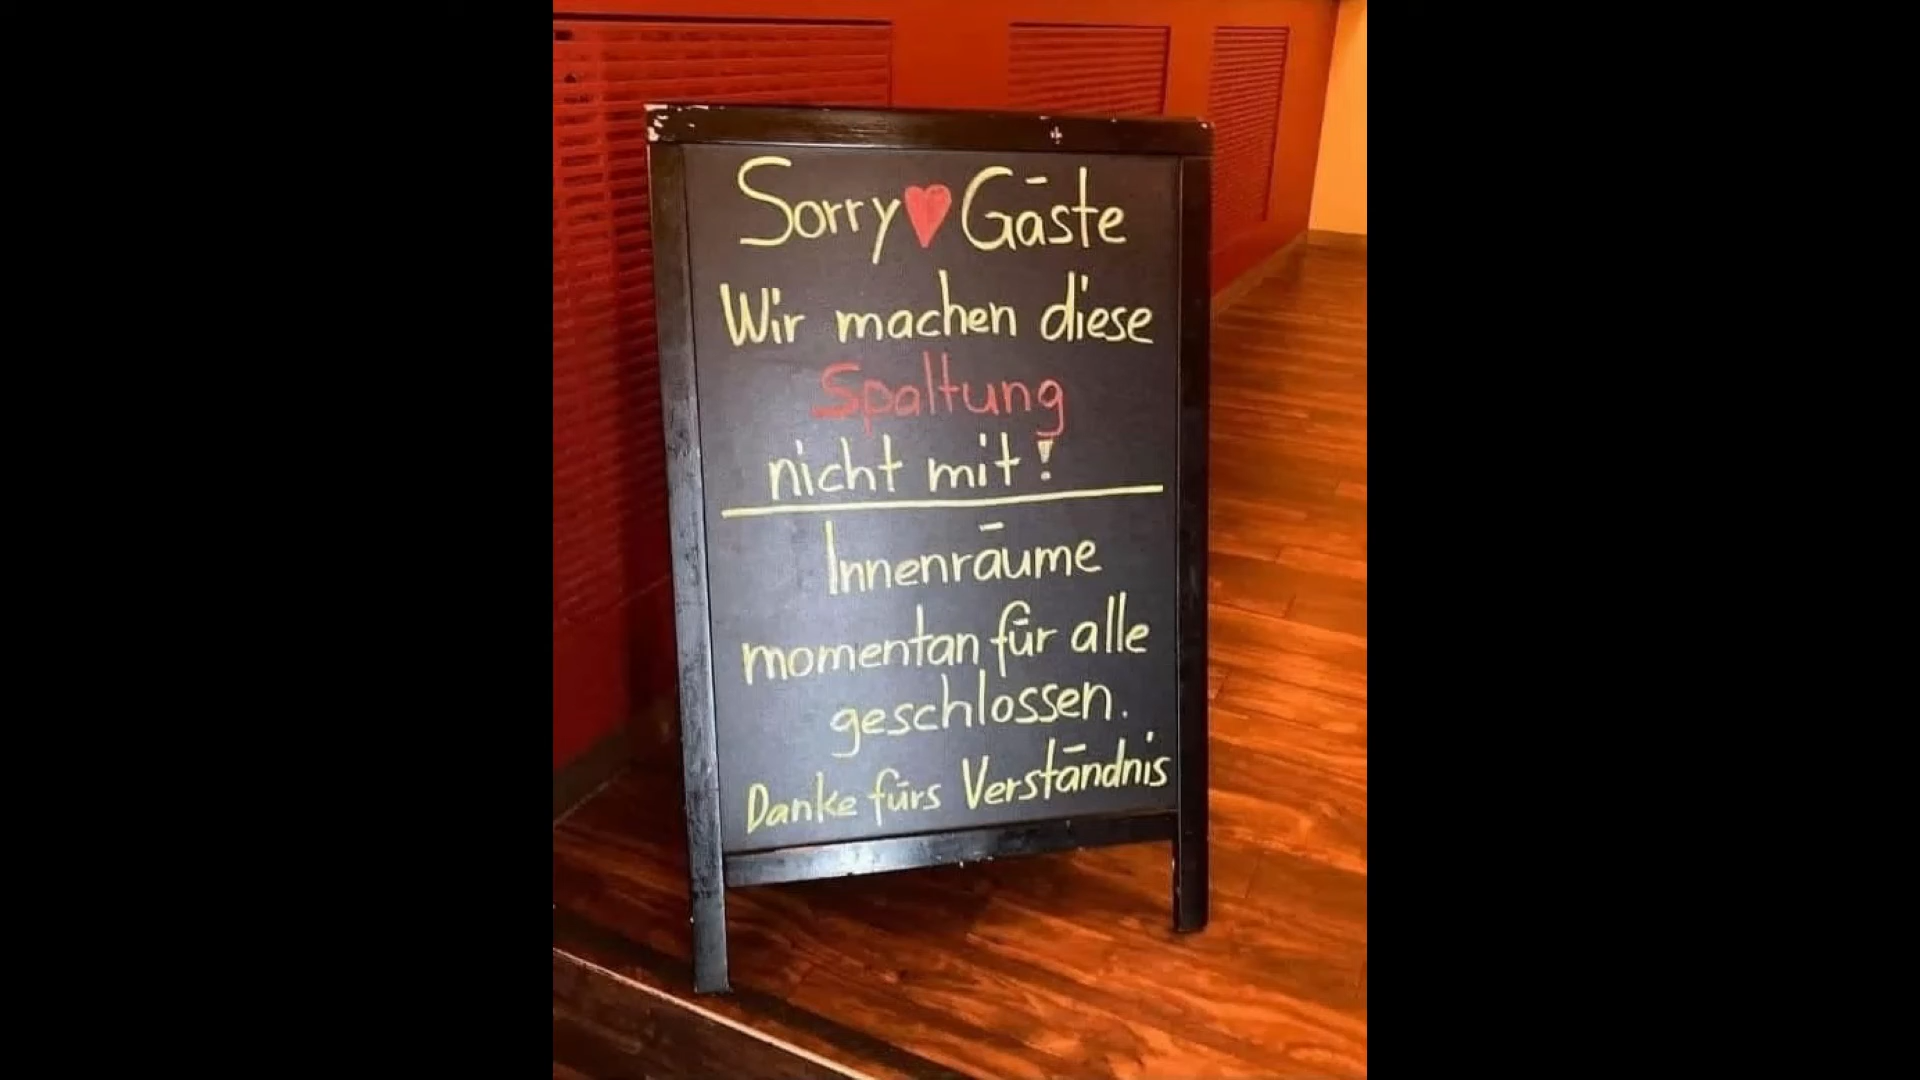 Sorry ♥ Gäste
Wir machen diese
Spaltung
nicht mit!
Innenräume
momentan für alle
geschlossen.
Danke fürs Verständnis